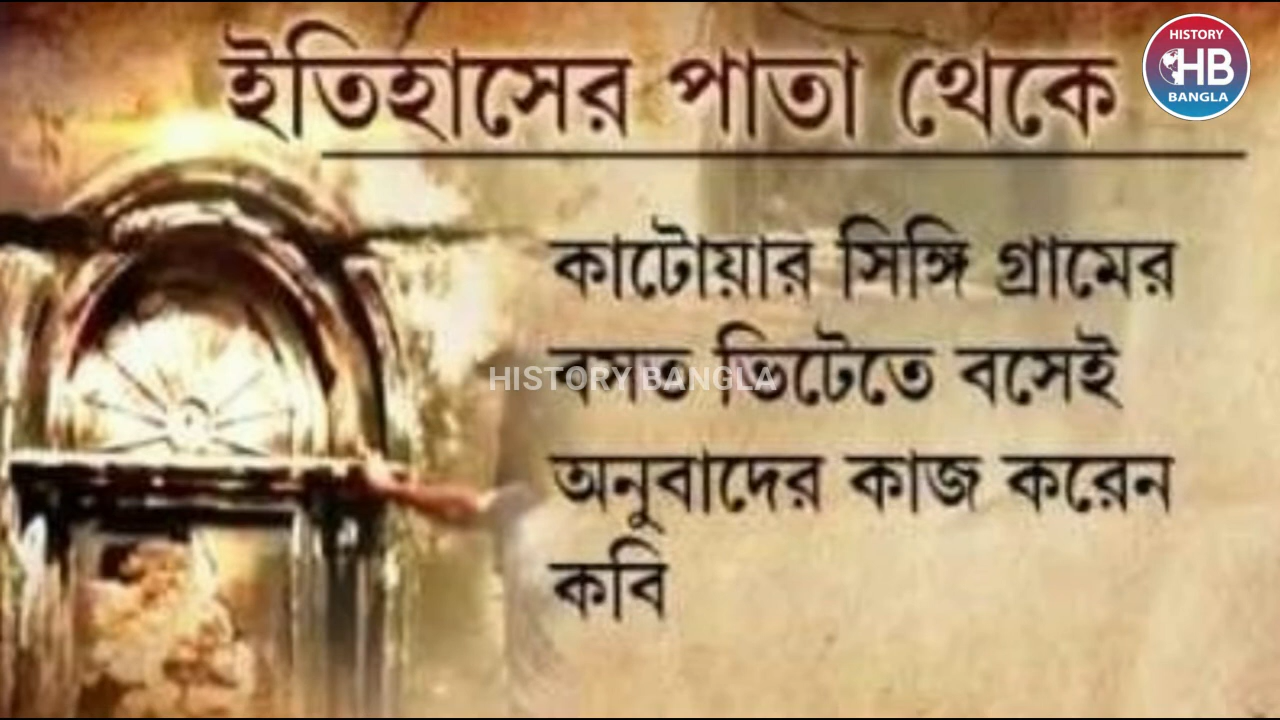 ইতিহাসের পাতা থেকে
HISTORY
HB
BANGLA
কাটোয়ার সিঙ্গি গ্রামের
বসত ভিটেতে বসেই
HISTORY BANGLA
অনুবাদের কাজ করেন
কবি